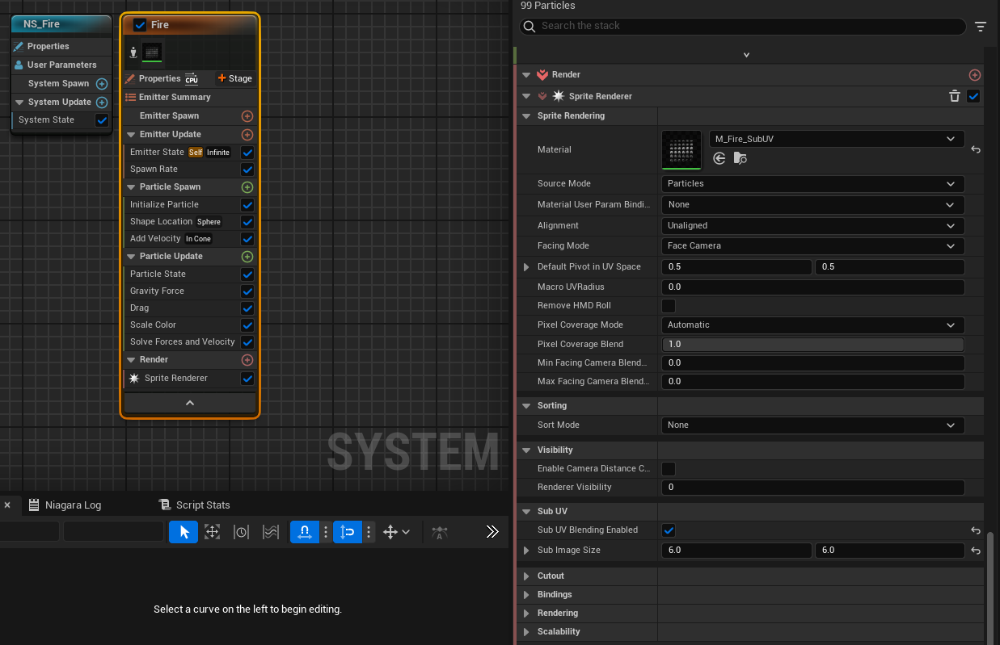 NS_Fire
Properties
User Parameters
System Spawn
System Update
System State
Fire
Properties CPU Stage
Emitter Summary
Emitter Spawn
Emitter Update
Emitter State Self Infinite
Spawn Rate
Particle Spawn
Initialize Particle
Shape Location Sphere
Add Velocity In Cone
Particle Update
Particle State
Gravity Force
Drag
Scale Color
Solve Forces and Velocity
Render
Sprite Renderer
SYSTEM
Niagara Log
Script Stats
Select a curve on the left to begin editing.
99 Particles
Search the stack
Render
Sprite Renderer
Sprite Rendering
Material M_Fire_SubUV
Source Mode Particles
Material User Param Bindi... None
Alignment Unaligned
Facing Mode Face Camera
Default Pivot in UV Space 0.5 0.5
Macro UVRadius 0.0
Remove HMD Roll
Pixel Coverage Mode Automatic
Pixel Coverage Blend 1.0
Min Facing Camera Blend... 0.0
Max Facing Camera Blend... 0.0
Sorting
Sort Mode None
Visibility
Enable Camera Distance C...
Renderer Visibility 0
Sub UV
Sub UV Blending Enabled
Sub Image Size 6.0 6.0
Cutout
Bindings
Rendering
Scalability